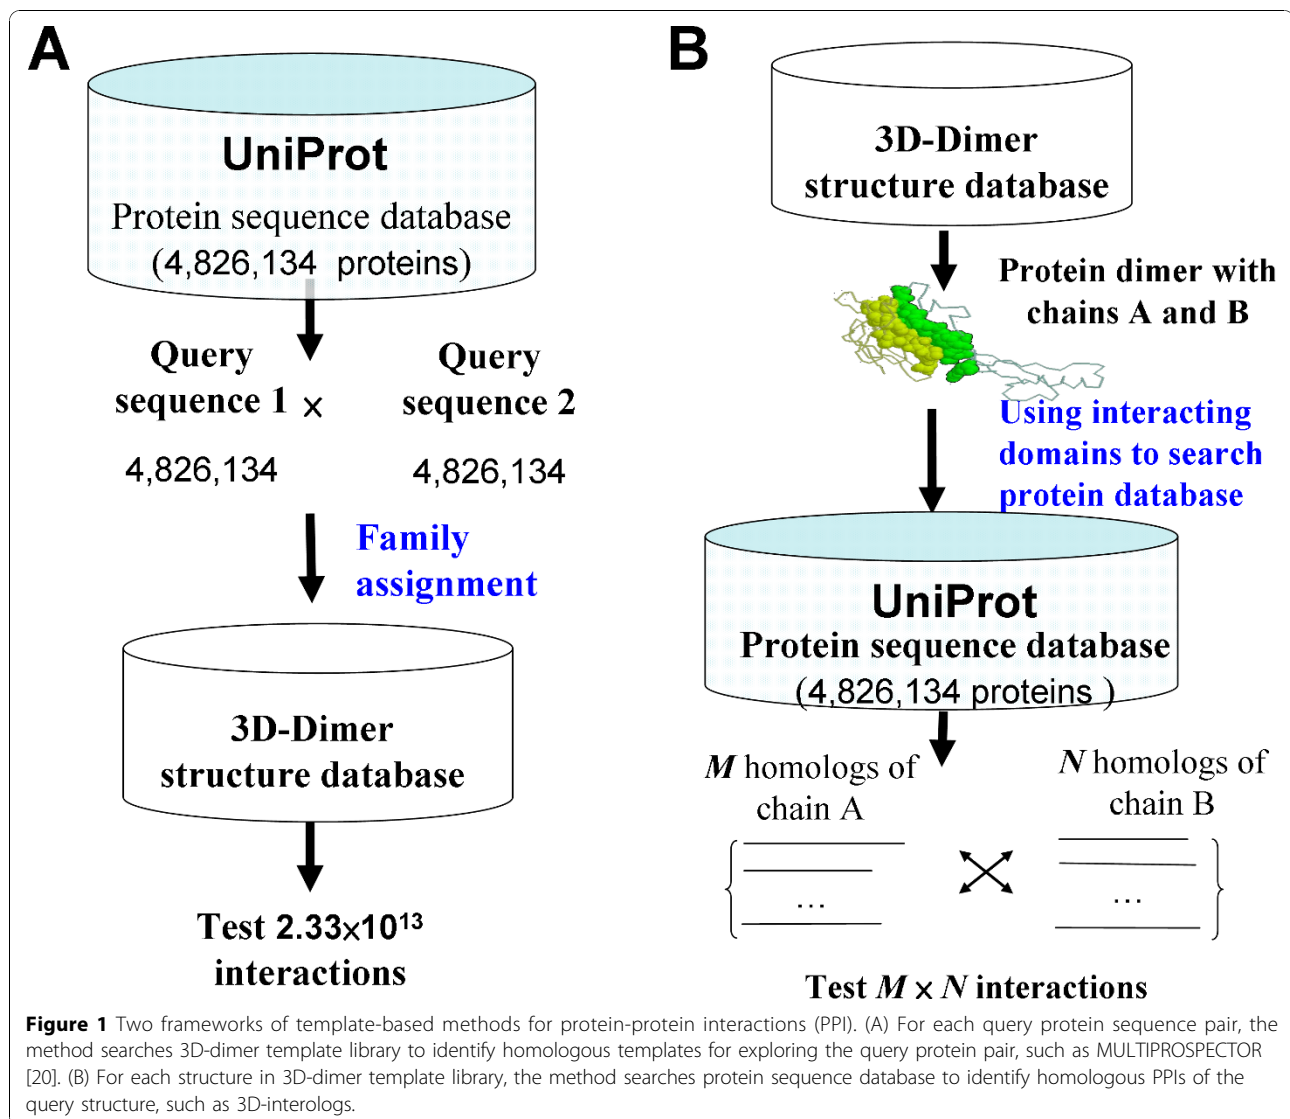 A
UniProt
Protein sequence database
(4,826,134 proteins)
Query
sequence 1
×
Query
sequence 2
4,826,134
4,826,134
Family
assignment
3D-Dimer
structure database
Test 2.33×10¹³
interactions
B
3D-Dimer
structure database
Protein dimer with
chains A and B
Using interacting
domains to search
protein database
UniProt
Protein sequence database
(4,826,134 proteins )
M homologs of
chain A
N homologs of
chain B
...
...
Test M × N interactions
Figure 1 Two frameworks of template-based methods for protein-protein interactions (PPI). (A) For each query protein sequence pair, the
method searches 3D-dimer template library to identify homologous templates for exploring the query protein pair, such as MULTIPROSPECTOR
[20]. (B) For each structure in 3D-dimer template library, the method searches protein sequence database to identify homologous PPIs of the
query structure, such as 3D-interologs.